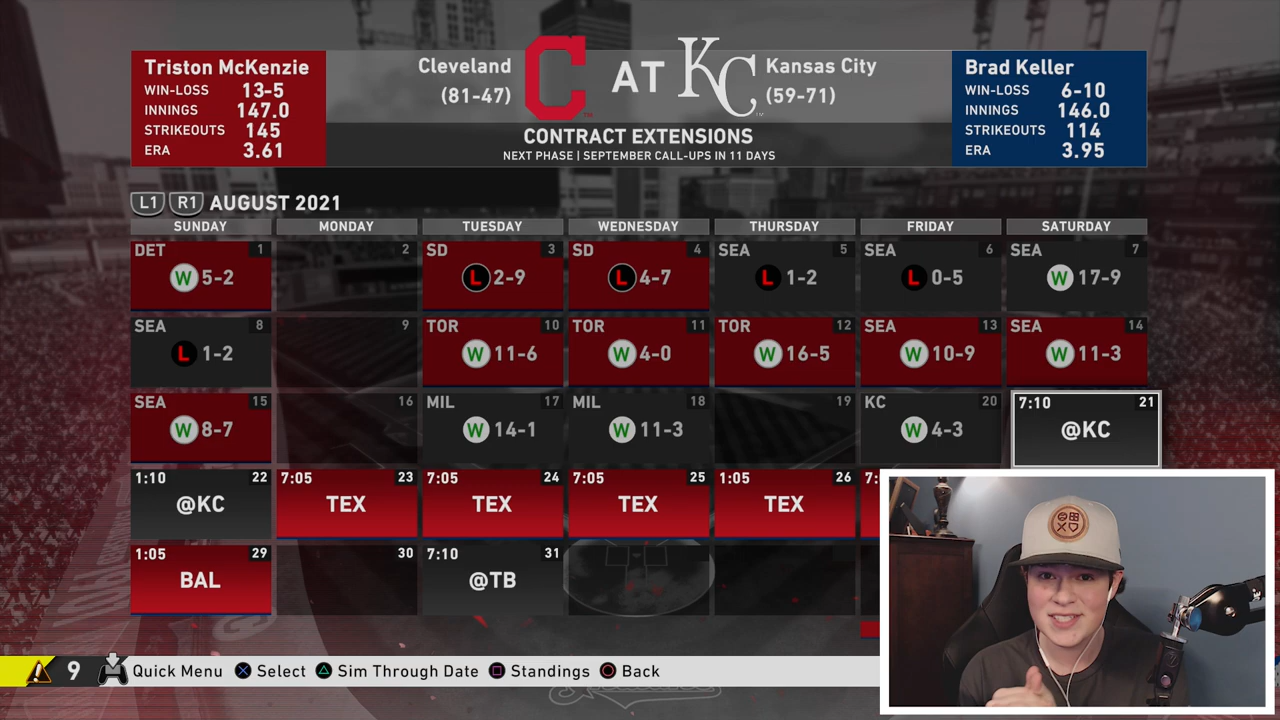 Triston McKenzie
WIN-LOSS 13-5
INNINGS 147.0
STRIKEOUTS 145
ERA 3.61
Cleveland
(81-47)
C
AT
KC
Kansas City
(59-71)
CONTRACT EXTENSIONS
NEXT PHASE | SEPTEMBER CALL-UPS IN 11 DAYS
Brad Keller
WIN-LOSS 6-10
INNINGS 146.0
STRIKEOUTS 114
ERA 3.95
L1 R1 AUGUST 2021
SUNDAY MONDAY TUESDAY WEDNESDAY THURSDAY FRIDAY SATURDAY
DET 1 2 SD 3 SD 4 SEA 5 SEA 6 SEA 7
W 5-2 L 2-9 L 4-7 L 1-2 L 0-5 W 17-9
SEA 8 9 TOR 10 TOR 11 TOR 12 SEA 13 SEA 14
L 1-2 W 11-6 W 4-0 W 16-5 W 10-9 W 11-3
SEA 15 16 MIL 17 MIL 18 19 KC 20 7:10 21
W 8-7 W 14-1 W 11-3 W 4-3 @KC
1:10 22 7:05 23 7:05 24 7:05 25 1:05 26
@KC TEX TEX TEX TEX
1:05 29 30 7:10 31
BAL @TB
9 Quick Menu Select Sim Through Date Standings Back